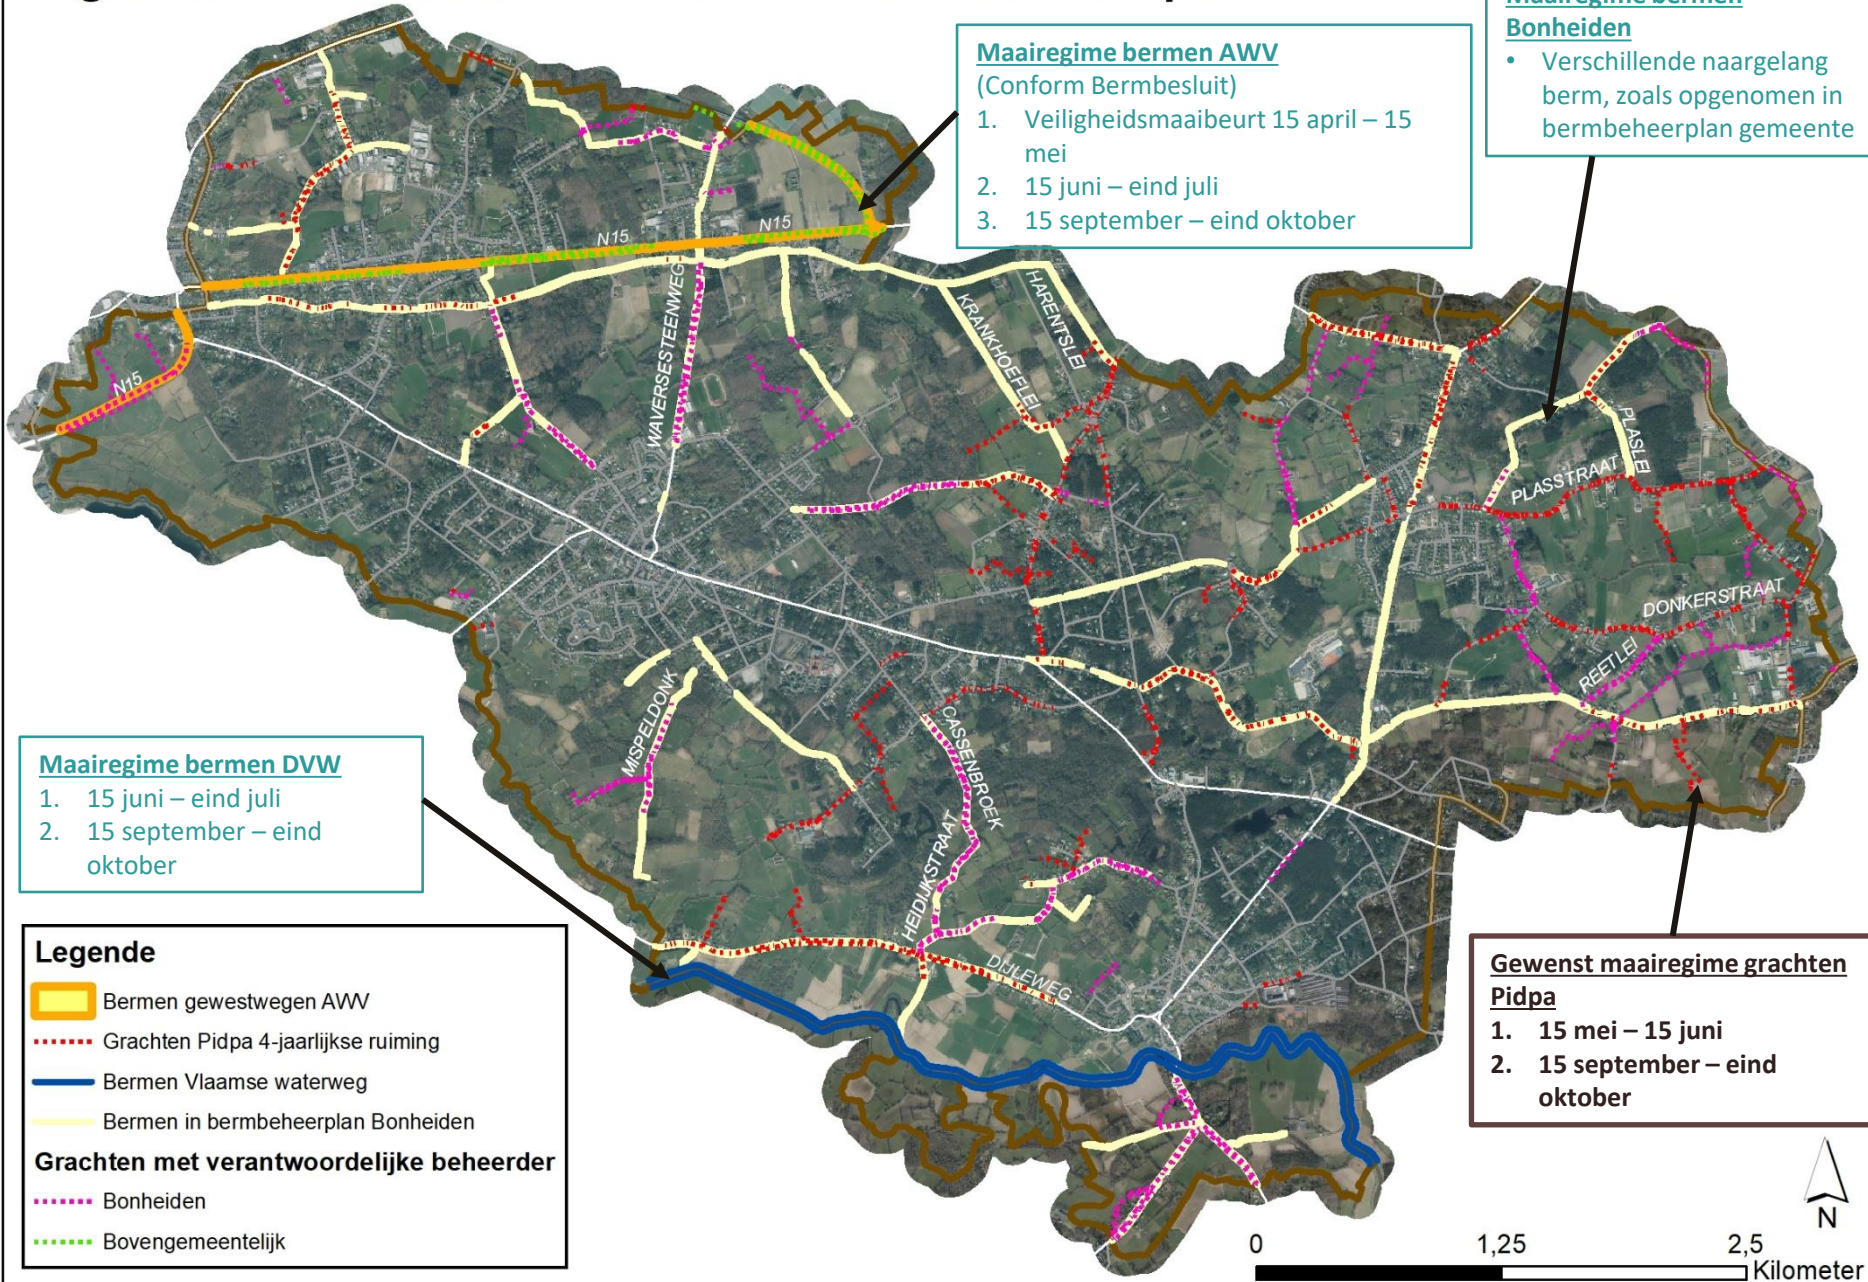 Maairegime bermen
Bonheiden
• Verschillende naargelang
berm, zoals opgenomen in
bermbeheerplan gemeente
Maairegime bermen AWV
(Conform Bermbesluit)
1. Veiligheidsmaaibeurt 15 april – 15
mei
2. 15 juni – eind juli
3. 15 september – eind oktober
N15
N15
N15
WAVERSESTEENWEG
KRANKHOEFLEI
HARENTSLEI
PLASLEI
PLASSTRAAT
DONKERSTRAAT
REETLEI
MISPELDONK
CASSENBROEK
HEIDIJKSTRAAT
DIJLEWEG
Maairegime bermen DVW
1. 15 juni – eind juli
2. 15 september – eind
oktober
Gewenst maairegime grachten
Pidpa
1. 15 mei – 15 juni
2. 15 september – eind
oktober
Legende
Bermen gewestwegen AWV
Grachten Pidpa 4-jaarlijkse ruiming
Bermen Vlaamse waterweg
Bermen in bermbeheerplan Bonheiden
Grachten met verantwoordelijke beheerder
Bonheiden
Bovengemeentelijk
N
0 1,25 2,5
Kilometer